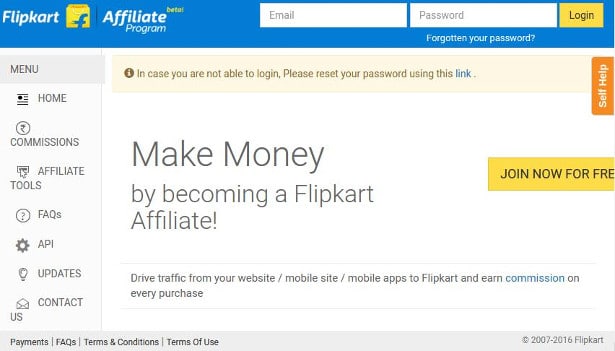 Flipkart Affiliate Program beta!
Email Password Login
Forgotten your password?
MENU
HOME
COMMISSIONS
AFFILIATE TOOLS
FAQs
API
UPDATES
CONTACT US
In case you are not able to login, Please reset your password using this link .
Self Help
Make Money
by becoming a Flipkart
Affiliate!
JOIN NOW FOR FRE
Drive traffic from your website / mobile site / mobile apps to Flipkart and earn commission on
every purchase
Payments | FAQs | Terms & Conditions | Terms Of Use
© 2007-2016 Flipkart